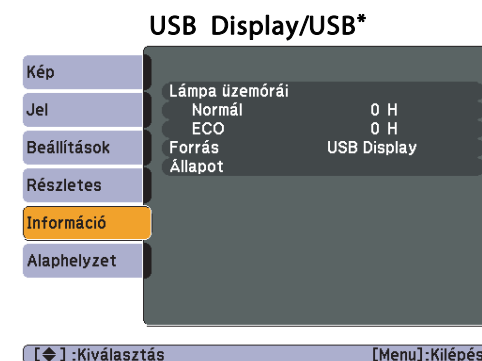 USB Display/USB*
Kép
Jel
Beállítások
Részletes
Információ
Alaphelyzet
Lámpa üzemórái
Normál 0 H
ECO 0 H
Forrás USB Display
Állapot
[◆] :Kiválasztás [Menu]:Kilépés